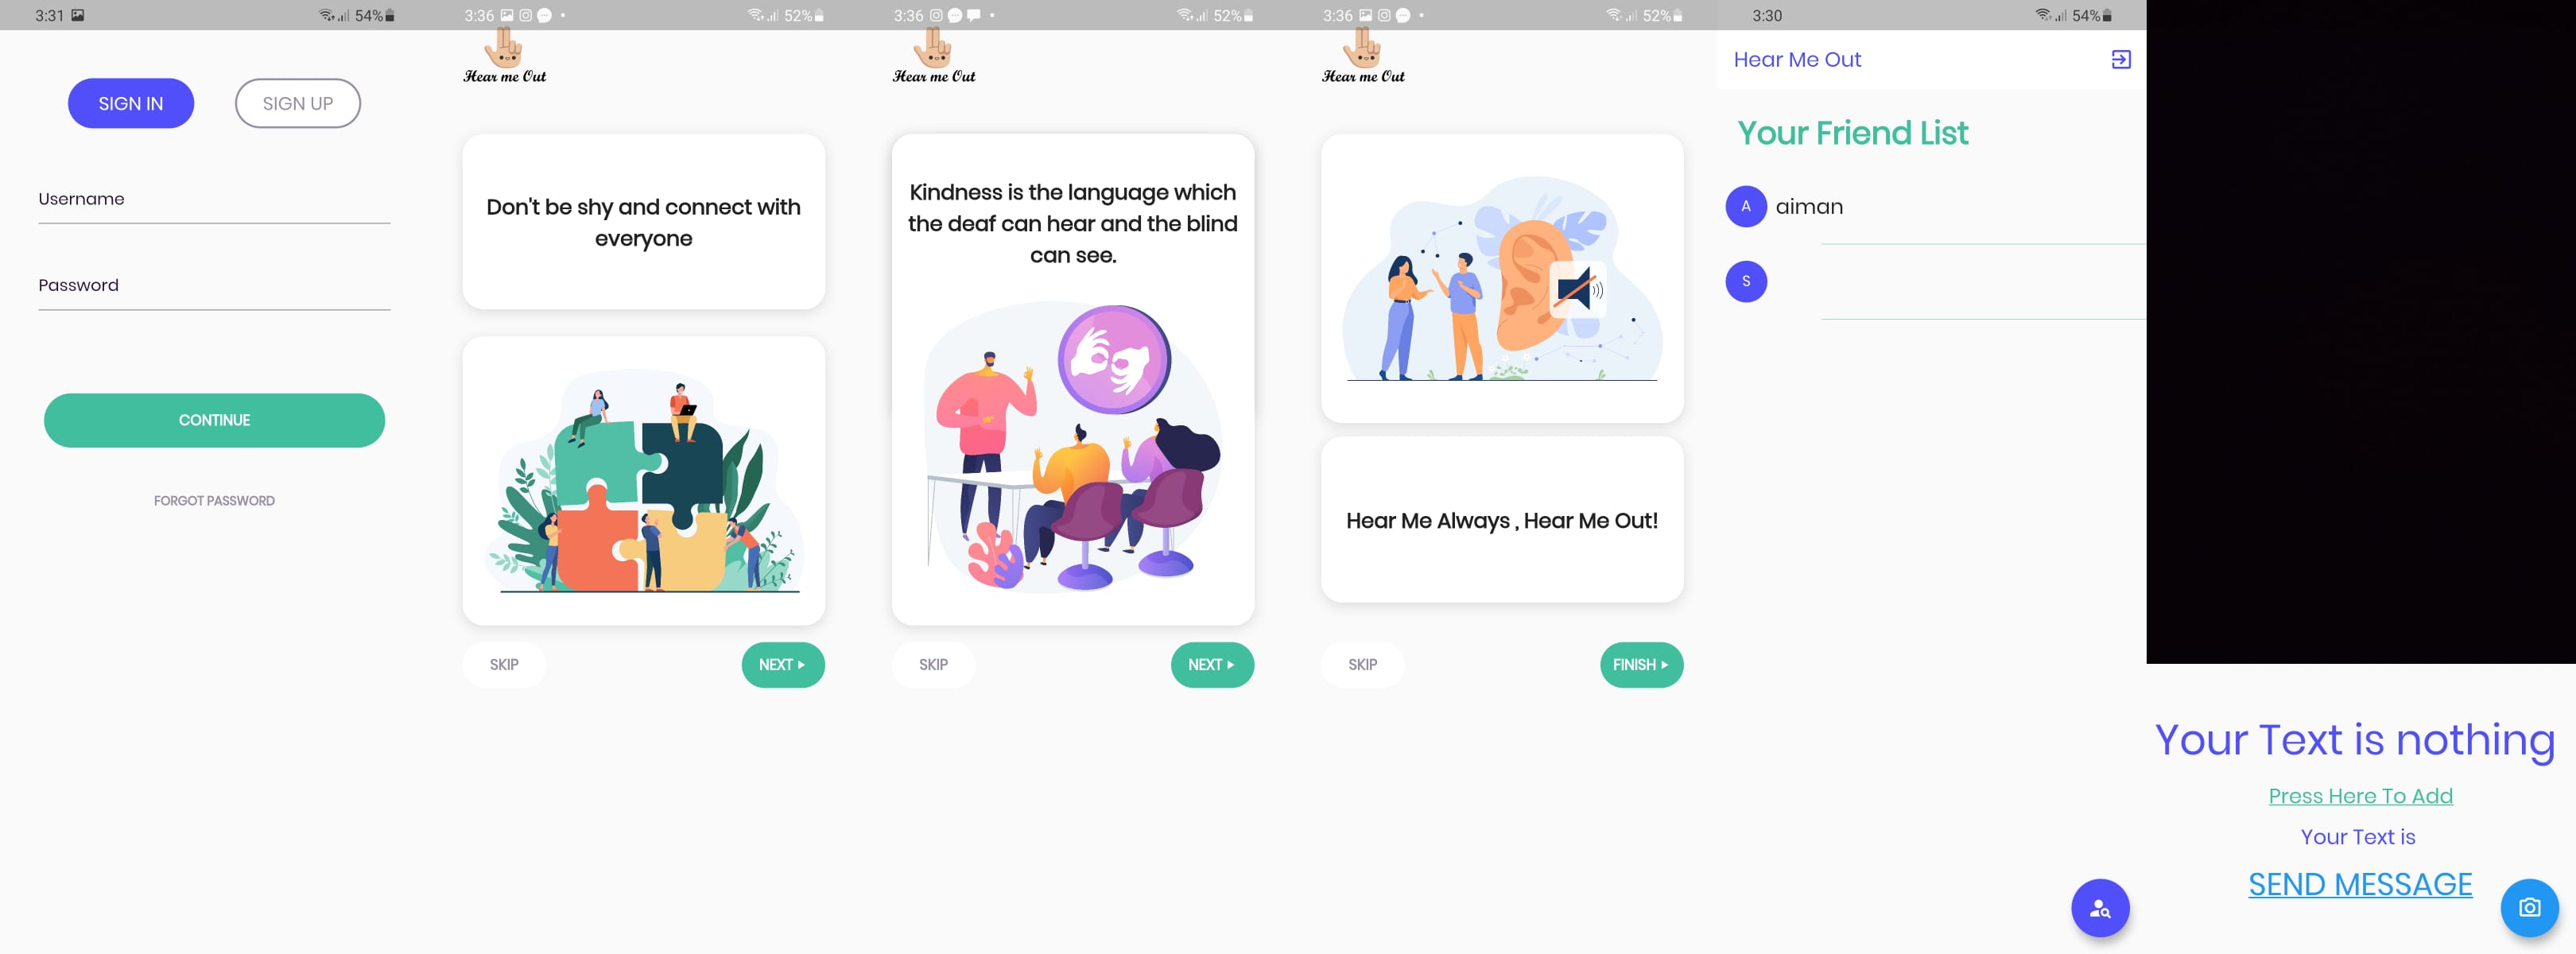 3:31
54%
SIGN IN
SIGN UP
Username
Password
CONTINUE
FORGOT PASSWORD
3:36
52%
Hear me Out
Don't be shy and connect with
everyone
SKIP
NEXT
3:36
52%
Hear me Out
Kindness is the language which
the deaf can hear and the blind
can see.
SKIP
NEXT
3:36
52%
Hear me Out
Hear Me Always , Hear Me Out!
SKIP
FINISH
3:30
54%
Hear Me Out
Your Friend List
A
aiman
S
Your Text is nothing
Press Here To Add
Your Text is
SEND MESSAGE